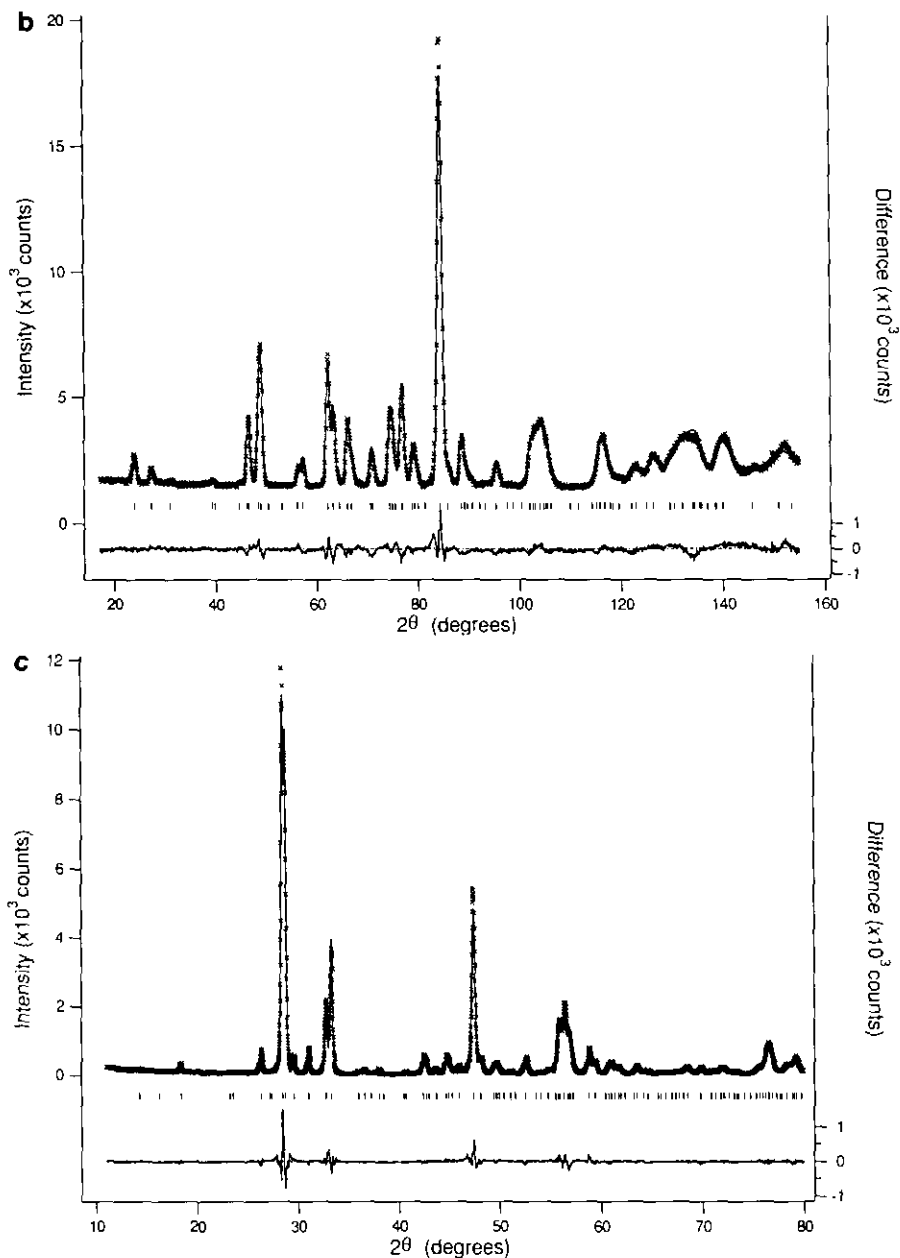 b
20
15
10
5
0
Intensity (x10³ counts)
Difference (x10³ counts)
1
0
-1
20 40 60 80 100 120 140 160
2θ (degrees)
c
12
10
8
6
4
2
0
Intensity (x10³ counts)
Difference (x10³ counts)
1
0
-1
10 20 30 40 50 60 70 80
2θ (degrees)